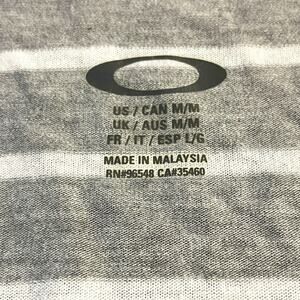 US / CAN M/M
UK / AUS M/M
FR / IT / ESP L/G
MADE IN MALAYSIA
RN#96548 CA#35460